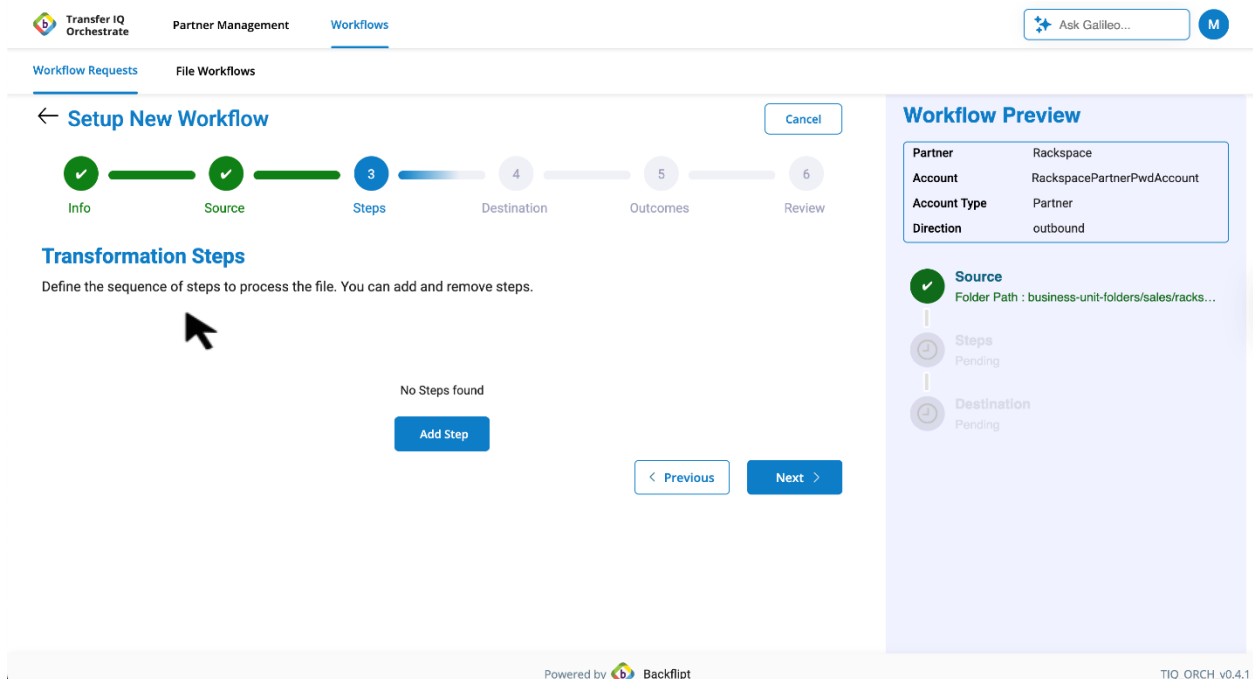 Transfer IQ
Orchestrate
Partner Management
Workflows
Ask Galileo...
M
Workflow Requests
File Workflows
Setup New Workflow
Cancel
3
4
5
6
Info
Source
Steps
Destination
Outcomes
Review
Transformation Steps
Define the sequence of steps to process the file. You can add and remove steps.
No Steps found
Add Step
Previous
Next
Workflow Preview
Partner Rackspace
Account RackspacePartnerPwdAccount
Account Type Partner
Direction outbound
Source
Folder Path : business-unit-folders/sales/racks...
Steps
Pending
Destination
Pending
Powered by b Backflipt
TIQ_ORCH_v0.4.1